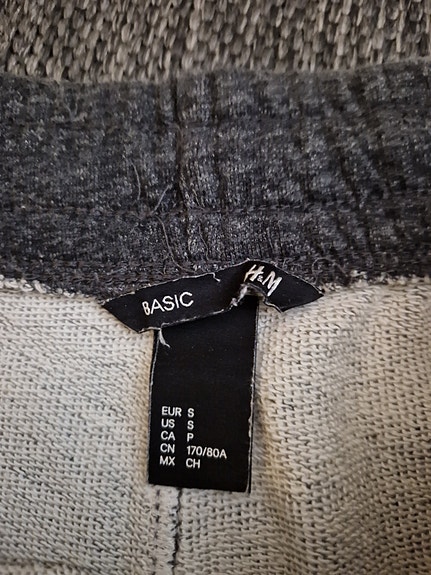 BASIC
H&M
EUR S
US S
CA P
CN 170/80A
MX CH